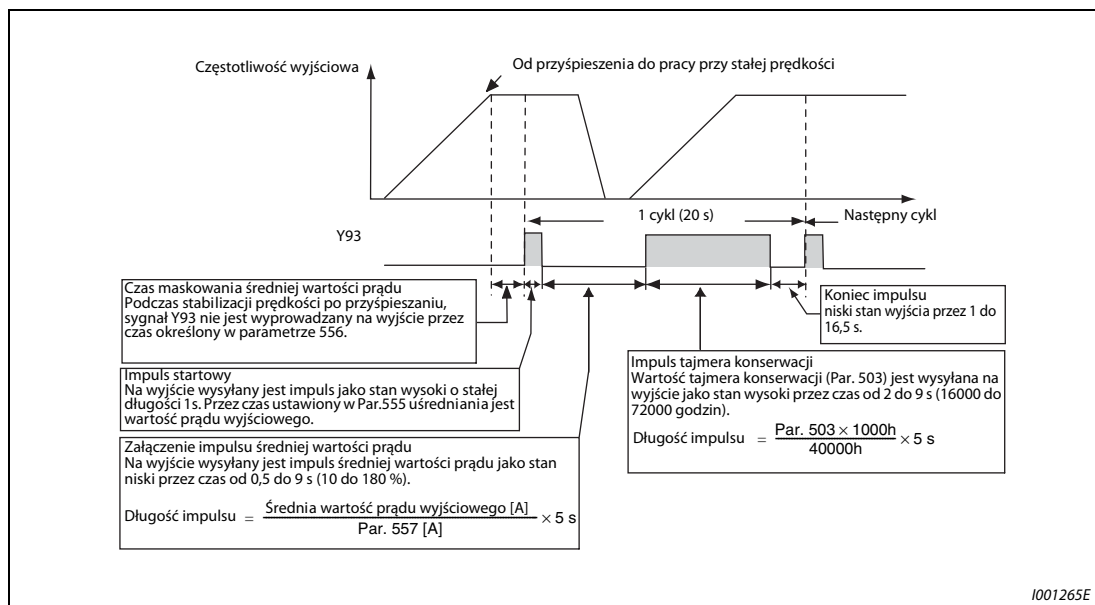 Częstotliwość wyjściowa
Od przyśpieszenia do pracy przy stałej prędkości
1 cykl (20 s)
Następny cykl
Y93
Czas maskowania średniej wartości prądu
Podczas stabilizacji prędkości po przyśpieszaniu,
sygnał Y93 nie jest wyprowadzany na wyjście przez
czas określony w parametrze 556.
Koniec impulsu
niski stan wyjścia przez 1 do
16,5 s.
Impuls startowy
Na wyjście wysyłany jest impuls jako stan wysoki o stałej
długości 1s. Przez czas ustawiony w Par.555 uśredniania jest
wartość prądu wyjściowego.
Impuls tajmera konserwacji
Wartość tajmera konserwacji (Par. 503) jest wysyłana na
wyjście jako stan wysoki przez czas od 2 do 9 s (16000 do
72000 godzin).
Długość impulsu = Par. 503 × 1000h
40000h
× 5 s
Załączenie impulsu średniej wartości prądu
Na wyjście wysyłany jest impuls średniej wartości prądu jako stan
niski przez czas od 0,5 do 9 s (10 do 180 %).
Długość impulsu = Średnia wartość prądu wyjściowego [A]
Par. 557 [A]
× 5 s
I001265E